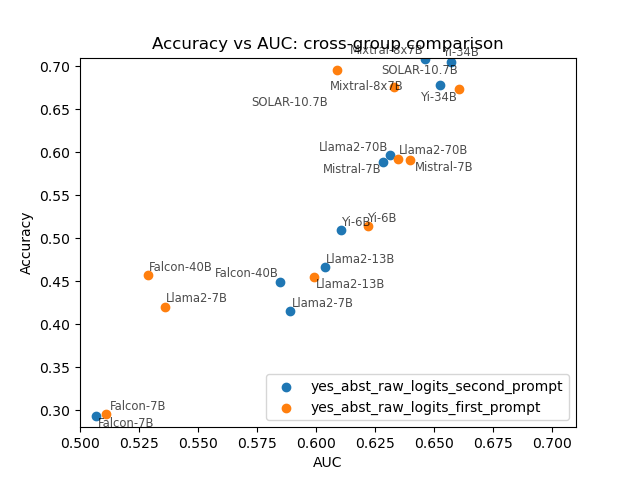 Accuracy vs AUC: cross-group comparison
Mixtral-8x7B
Yi-34B
SOLAR-10.7B
Mixtral-8x7B
Yi-34B
SOLAR-10.7B
Llama2-70B
Llama2-70B
Mistral-7B
Mistral-7B
Yi-6B
Yi-6B
Llama2-13B
Falcon-40B
Falcon-40B
Llama2-13B
Llama2-7B
Llama2-7B
Falcon-7B
Falcon-7B
yes_abst_raw_logits_second_prompt
yes_abst_raw_logits_first_prompt
Accuracy
0.70
0.65
0.60
0.55
0.50
0.45
0.40
0.35
0.30
0.500
0.525
0.550
0.575
0.600
0.625
0.650
0.675
0.700
AUC